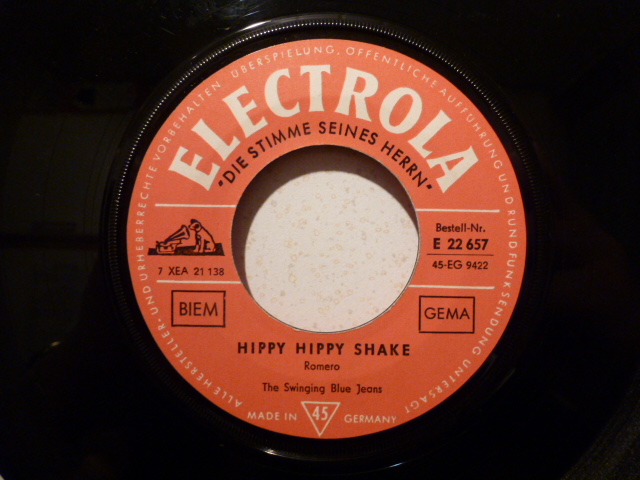 ALLE HERSTELLER- UND URHEBERRECHTE VORBEHALTEN ÜBERSPIELUNG, ÖFFENTLICHE AUFFÜHRUNG UND RUNDFUNKSENDUNG UNTERSAGT
ELECTROLA
"DIE STIMME SEINES HERRN"
7 XEA 21 138
Bestell-Nr.
E 22 657
45-EG 9422
BIEM
GEMA
HIPPY HIPPY SHAKE
Romero
The Swinging Blue Jeans
MADE IN 45 GERMANY